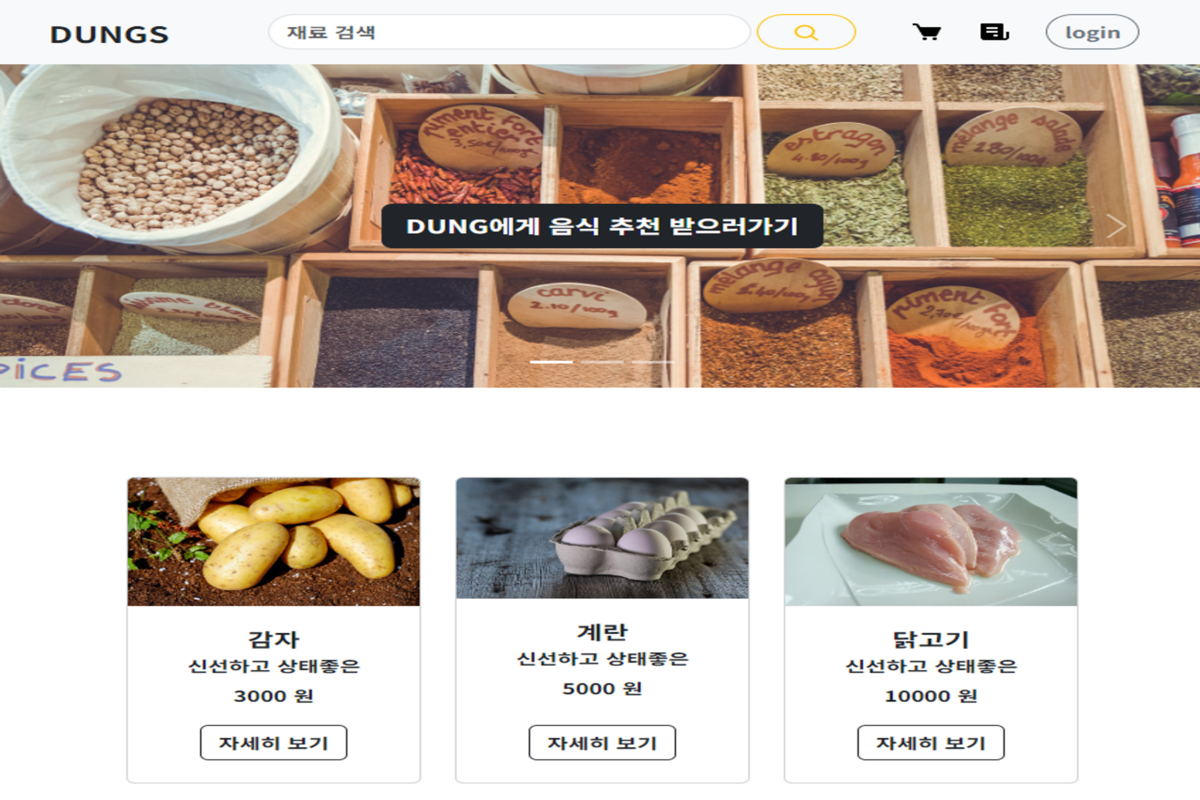 DUNGS
재료 검색
login
piment fort
entier
3,50€/100g
estragon
4.80/100g
mélange salade
2.80/100g
DUNG에게 음식 추천 받으러가기
carvi
2.10/100g
mélange
piment fort
2,70€/100g
PICES
감자
신선하고 상태좋은
3000 원
자세히 보기
계란
신선하고 상태좋은
5000 원
자세히 보기
닭고기
신선하고 상태좋은
10000 원
자세히 보기